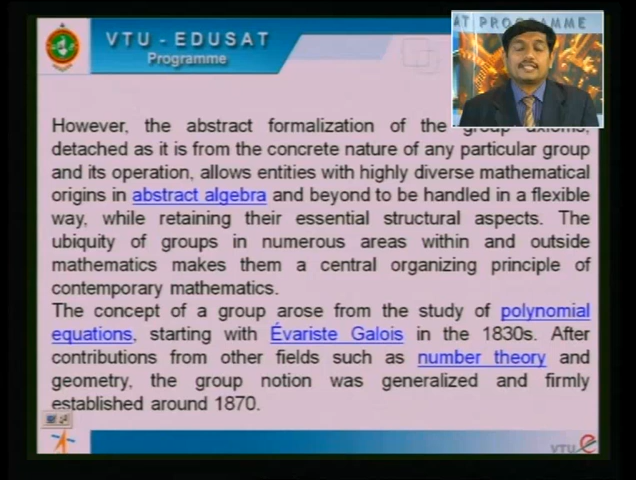 VTU - EDUSAT
Programme
AT PROGRAMME
However, the abstract formalization of the group axioms,
detached as it is from the concrete nature of any particular group
and its operation, allows entities with highly diverse mathematical
origins in abstract algebra and beyond to be handled in a flexible
way, while retaining their essential structural aspects. The
ubiquity of groups in numerous areas within and outside
mathematics makes them a central organizing principle of
contemporary mathematics.
The concept of a group arose from the study of polynomial
equations, starting with Évariste Galois in the 1830s. After
contributions from other fields such as number theory and
geometry, the group notion was generalized and firmly
established around 1870.
VTU e